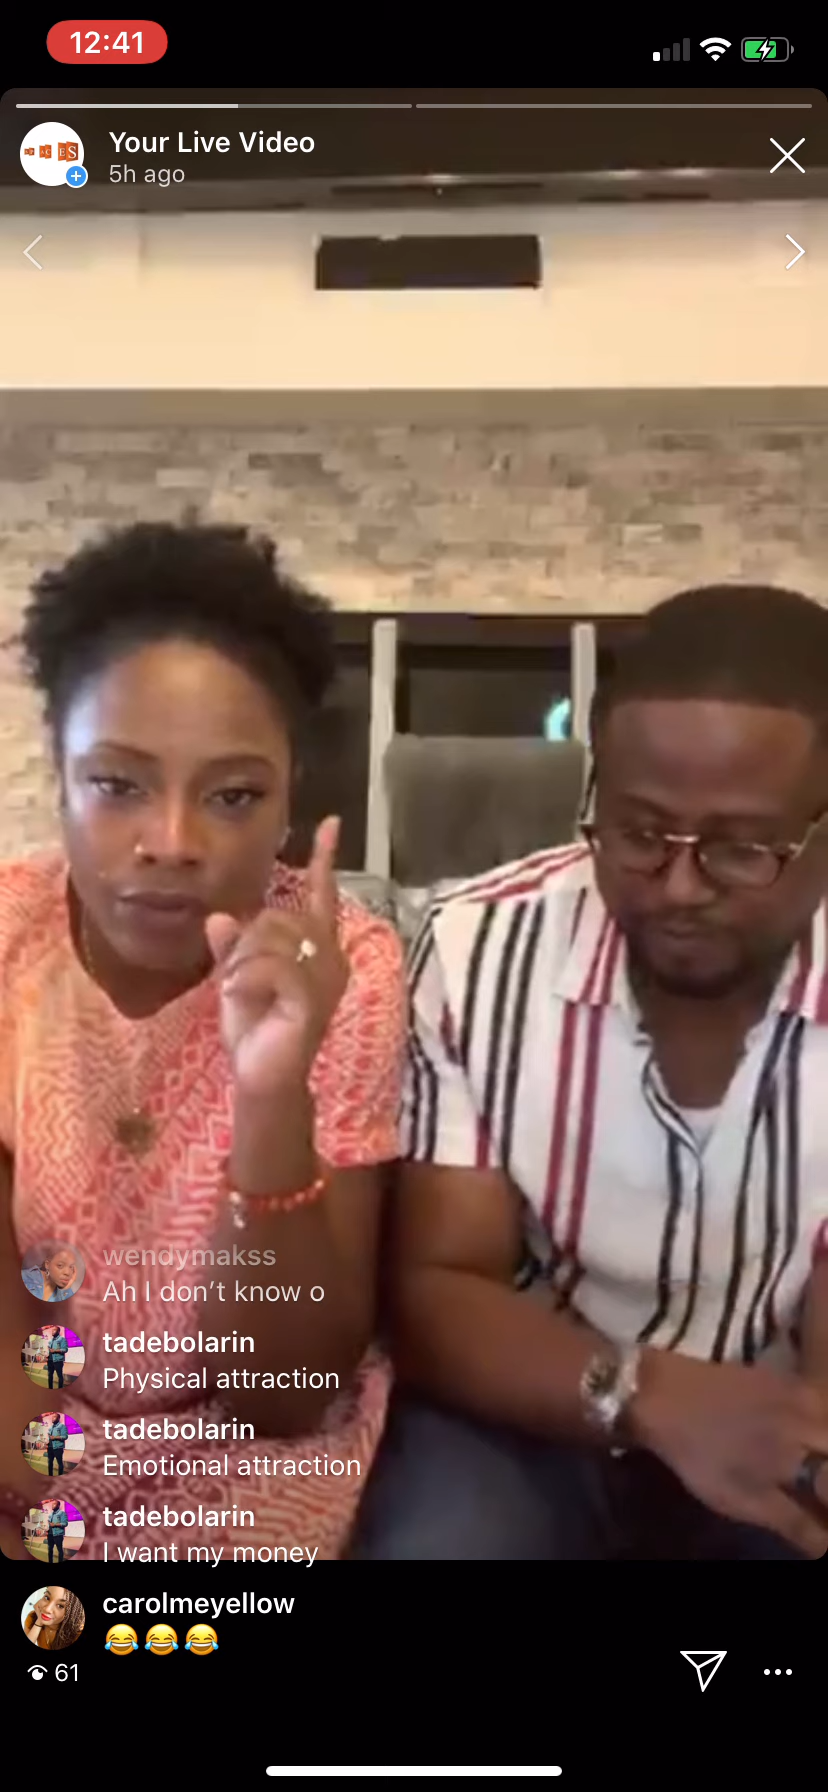 12:41
Your Live Video
5h ago
wendymakss
Ah I don't know o
tadebolarin
Physical attraction
tadebolarin
Emotional attraction
tadebolarin
I want my money
carolmeyellow
😂😂😂
61